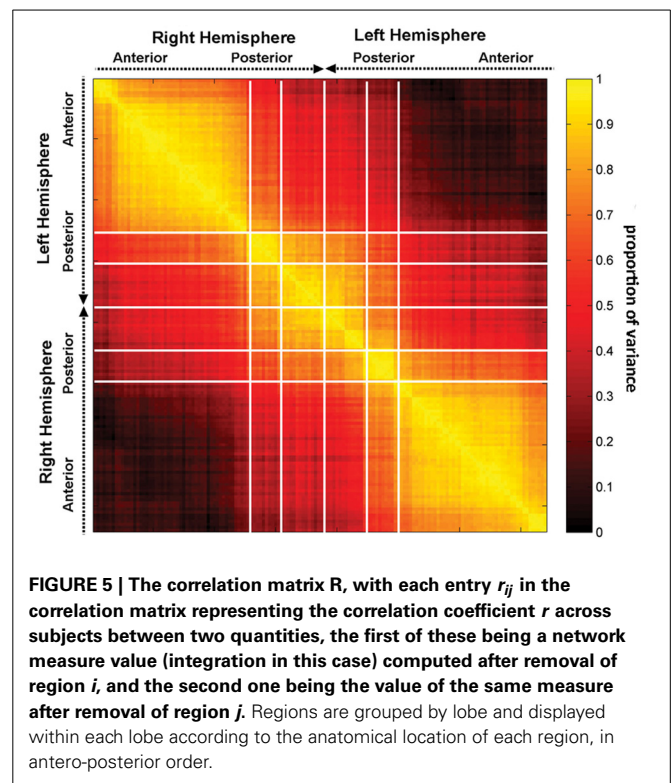 Right Hemisphere
Left Hemisphere
Anterior
Posterior
Posterior
Anterior
Left Hemisphere
Anterior
Posterior
Right Hemisphere
Posterior
Anterior
1
0.9
0.8
0.7
0.6
0.5
0.4
0.3
0.2
0.1
0
proportion of variance
FIGURE 5 | The correlation matrix R, with each entry r_ij in the
correlation matrix representing the correlation coefficient r across
subjects between two quantities, the first of these being a network
measure value (integration in this case) computed after removal of
region i, and the second one being the value of the same measure
after removal of region j. Regions are grouped by lobe and displayed
within each lobe according to the anatomical location of each region, in
antero-posterior order.